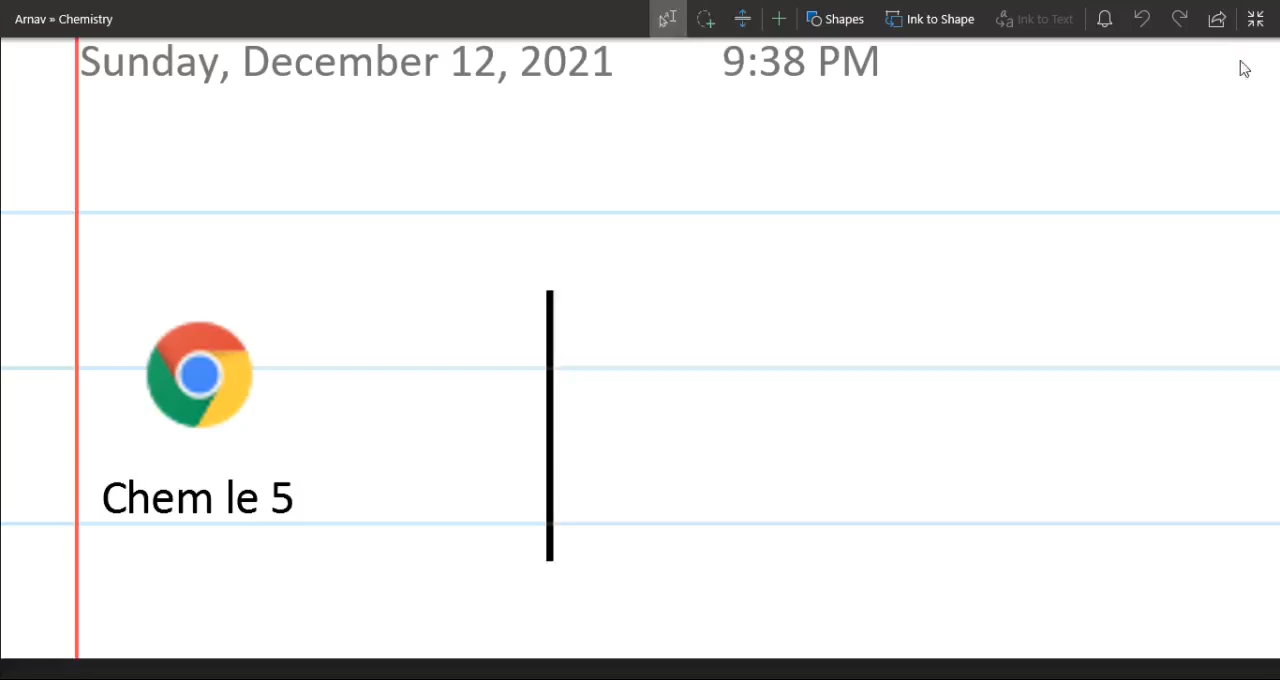 Arnav » Chemistry
Shapes
Ink to Shape
Ink to Text
Sunday, December 12, 2021 9:38 PM
Chem le 5